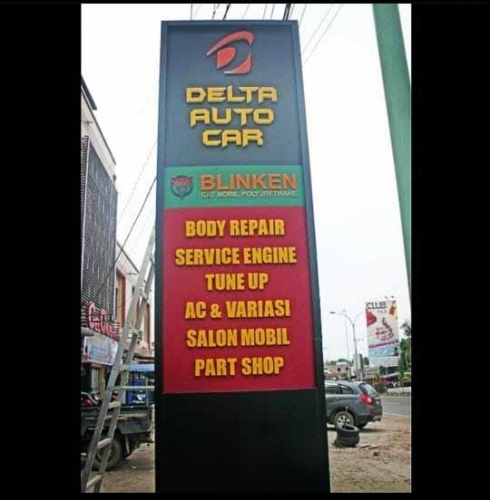 DELTA
AUTO
CAR
BLINKEN
CAT MOBIL POLYURETHANE
BODY REPAIR
SERVICE ENGINE
TUNE UP
AC & VARIASI
SALON MOBIL
PART SHOP
CLUB